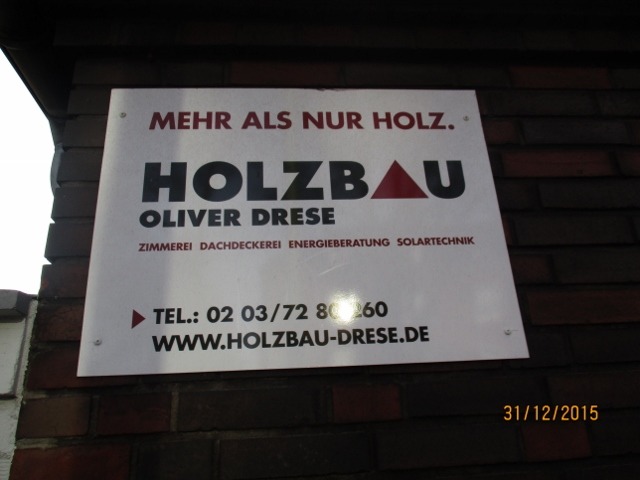 MEHR ALS NUR HOLZ.
HOLZBAU
OLIVER DRESE
ZIMMEREI DACHDECKEREI ENERGIEBERATUNG SOLARTECHNIK
TEL.: 02 03/72 80 260
WWW.HOLZBAU-DRESE.DE
31/12/2015